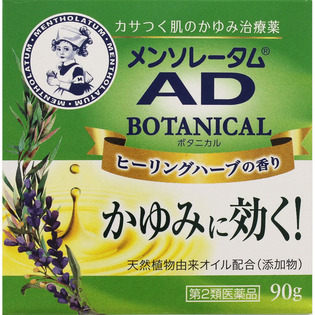 カサつく肌のかゆみ治療薬
MENTHOLATUM・MENTHOLATUM・MENTHOLATUM
メンソレータム®
AD
BOTANICAL
ボタニカル
ヒーリングハーブの香り
かゆみに効く!
天然植物由来オイル配合(添加物)
第2類医薬品
90g